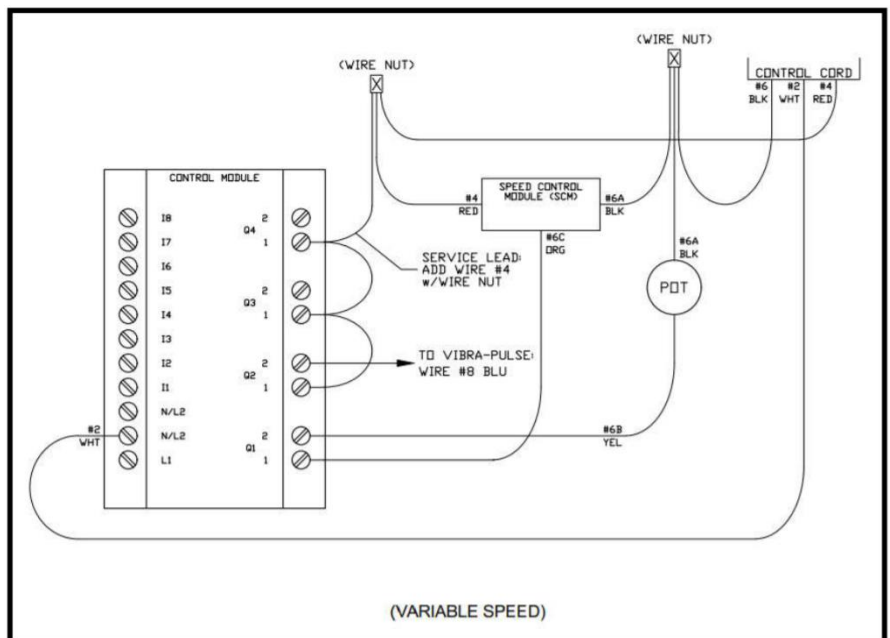 (WIRE NUT)
(WIRE NUT)
CONTROL CORD
#6 #2 #4
BLK WHT RED
CONTROL MODULE
SPEED CONTROL
MODULE (SCM)
#4
RED
#6A
BLK
#6C
ORG
#6A
BLK
I8
I7
I6
I5
I4
I3
I2
I1
N/L2
N/L2
L1
Q4
2
1
Q3
2
1
Q2
2
1
Q1
2
1
SERVICE LEAD:
ADD WIRE #4
w/WIRE NUT
POT
TO VIBRA-PULSE:
WIRE #8 BLU
#2
WHT
#6B
YEL
(VARIABLE SPEED)